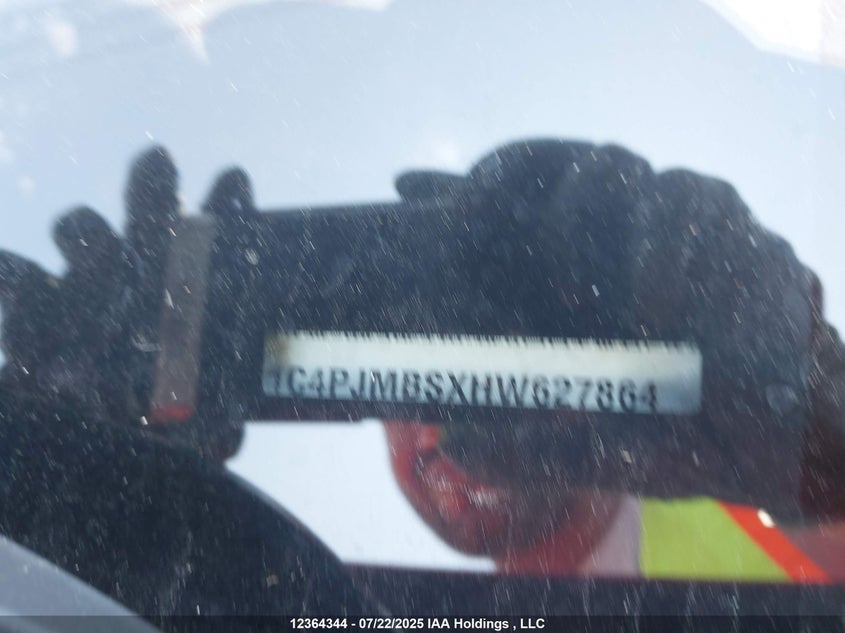 1C4PJMBSXHW627864
12364344 - 07/22/2025 IAA Holdings , LLC